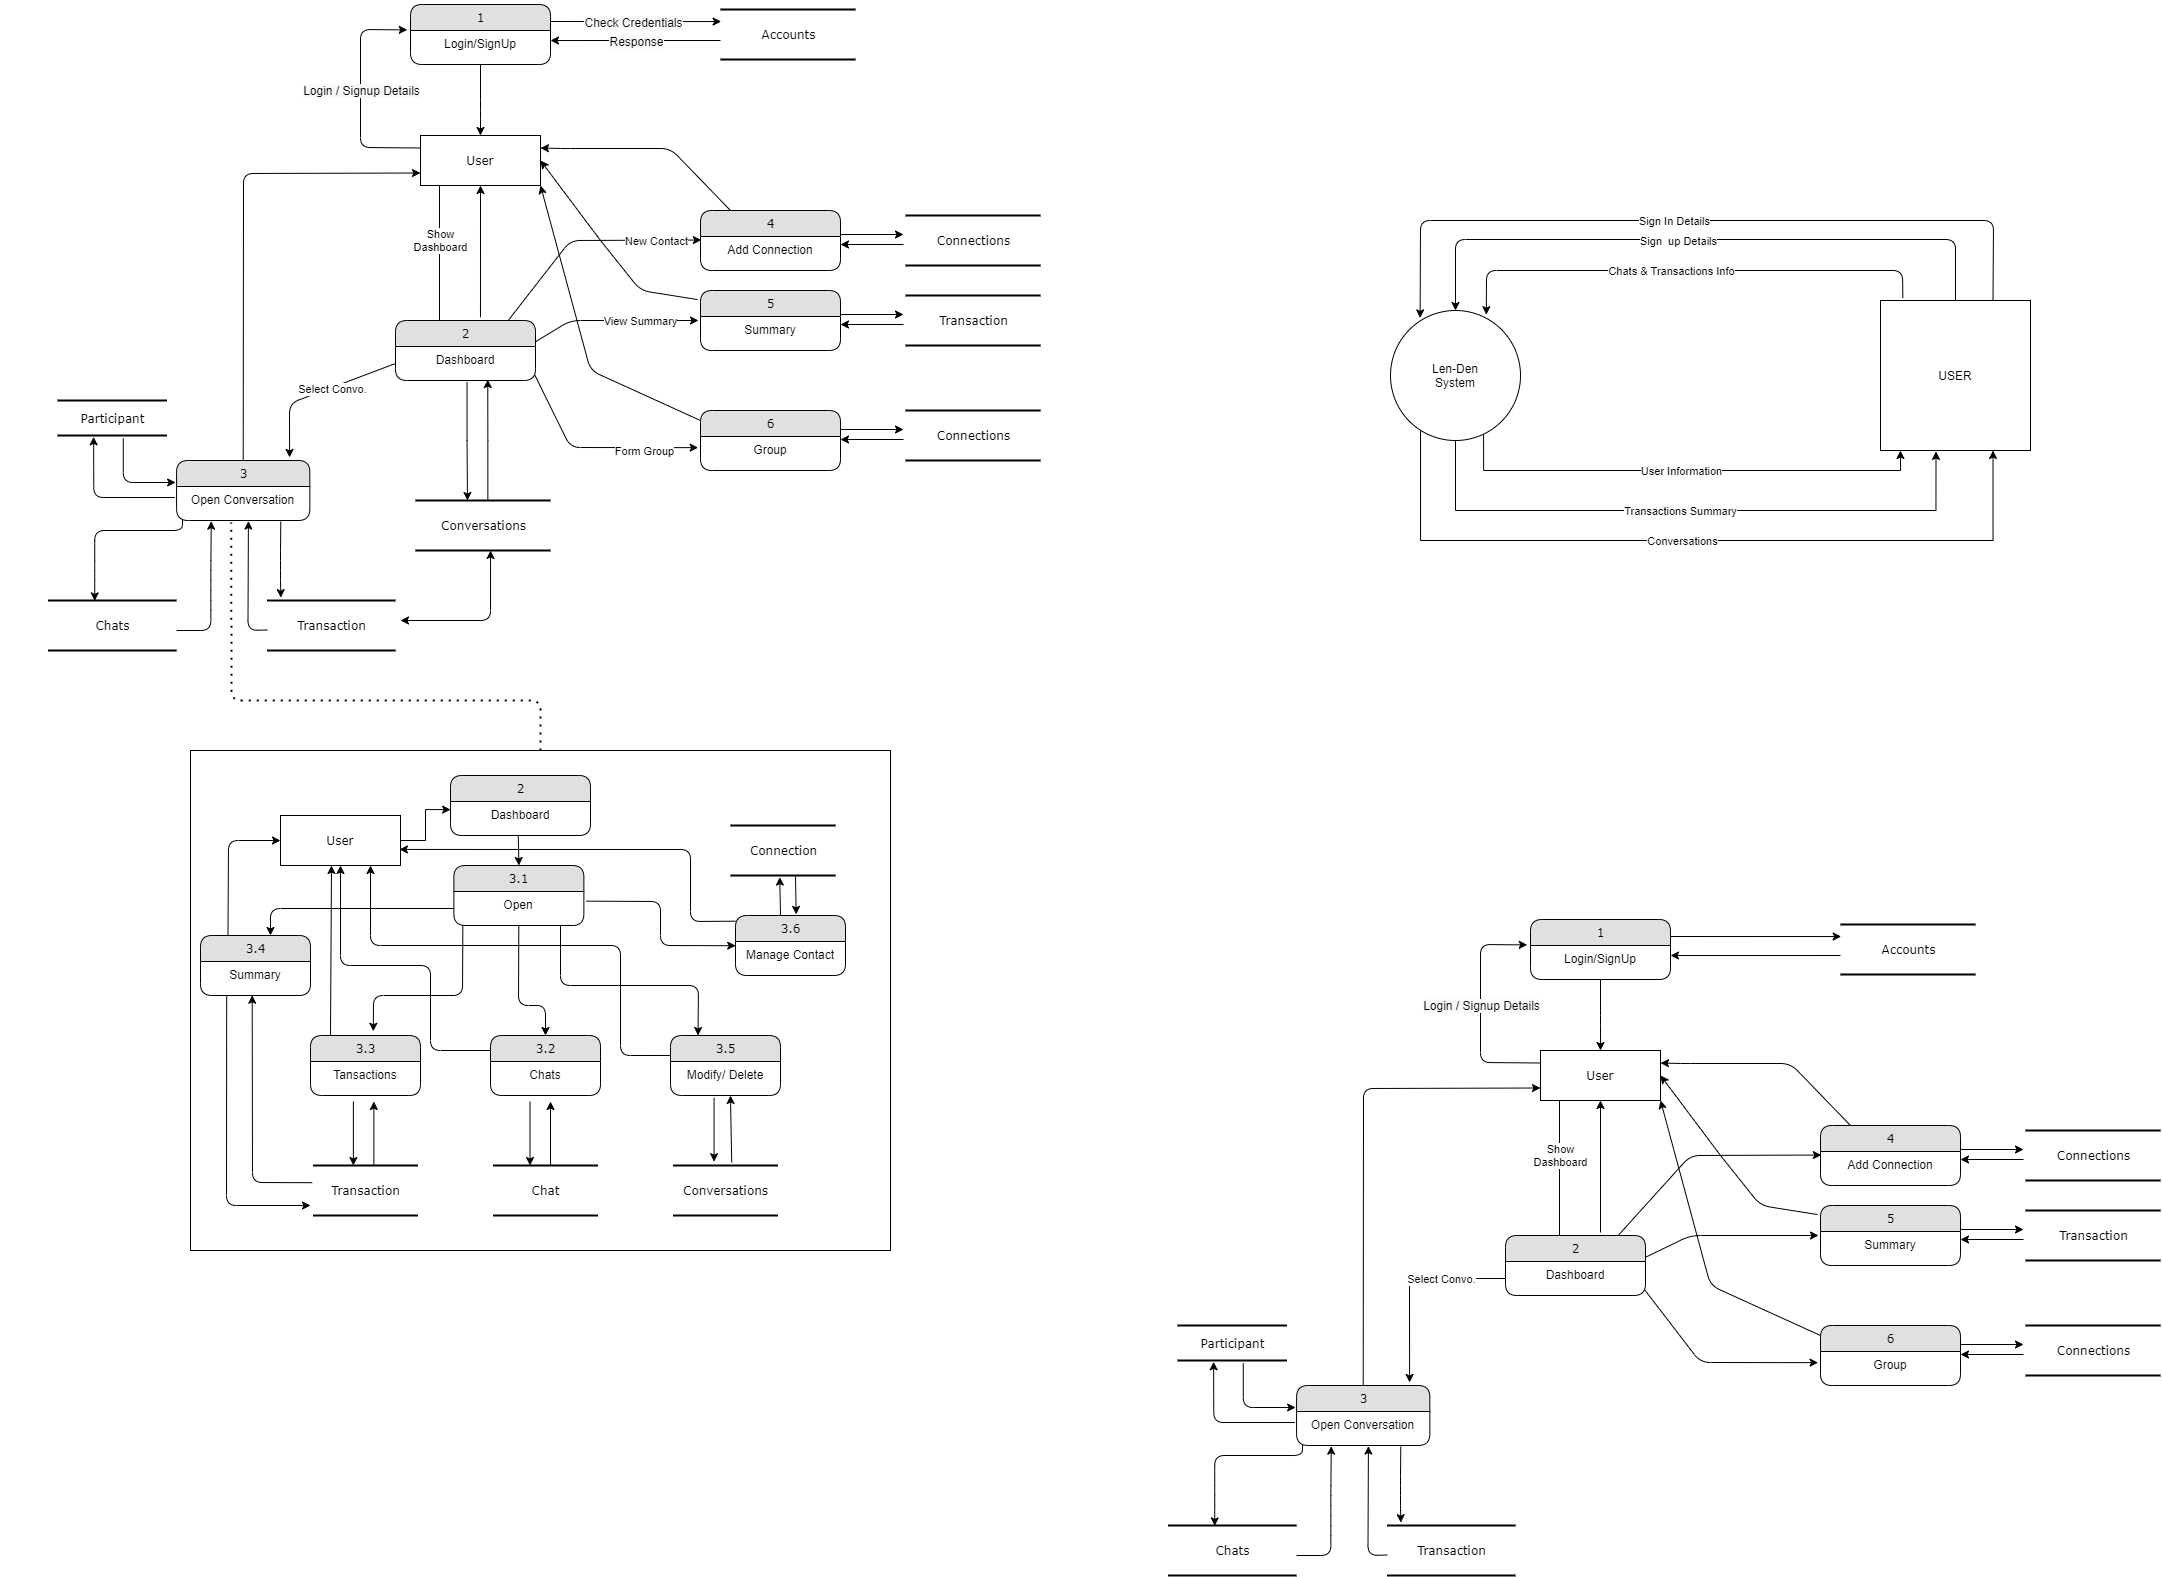 1
Login/SignUp
Check Credentials
Response
Accounts
Login / Signup Details
User
Show
Dashboard
4
Add Connection
New Contact
Connections
5
Summary
View Summary
Transaction
2
Dashboard
Select Convo.
6
Group
Form Group
Connections
Participant
3
Open Conversation
Conversations
Chats
Transaction
2
Dashboard
User
Connection
3.1
Open
3.6
Manage Contact
3.4
Summary
3.3
Tansactions
3.2
Chats
3.5
Modify/ Delete
Transaction
Chat
Conversations
Sign In Details
Sign  up Details
Chats & Transactions Info
Len-Den
System
USER
User Information
Transactions Summary
Conversations
1
Login/SignUp
Accounts
Login / Signup Details
User
Show
Dashboard
4
Add Connection
Connections
5
Summary
Transaction
2
Dashboard
Select Convo.
6
Group
Connections
Participant
3
Open Conversation
Chats
Transaction